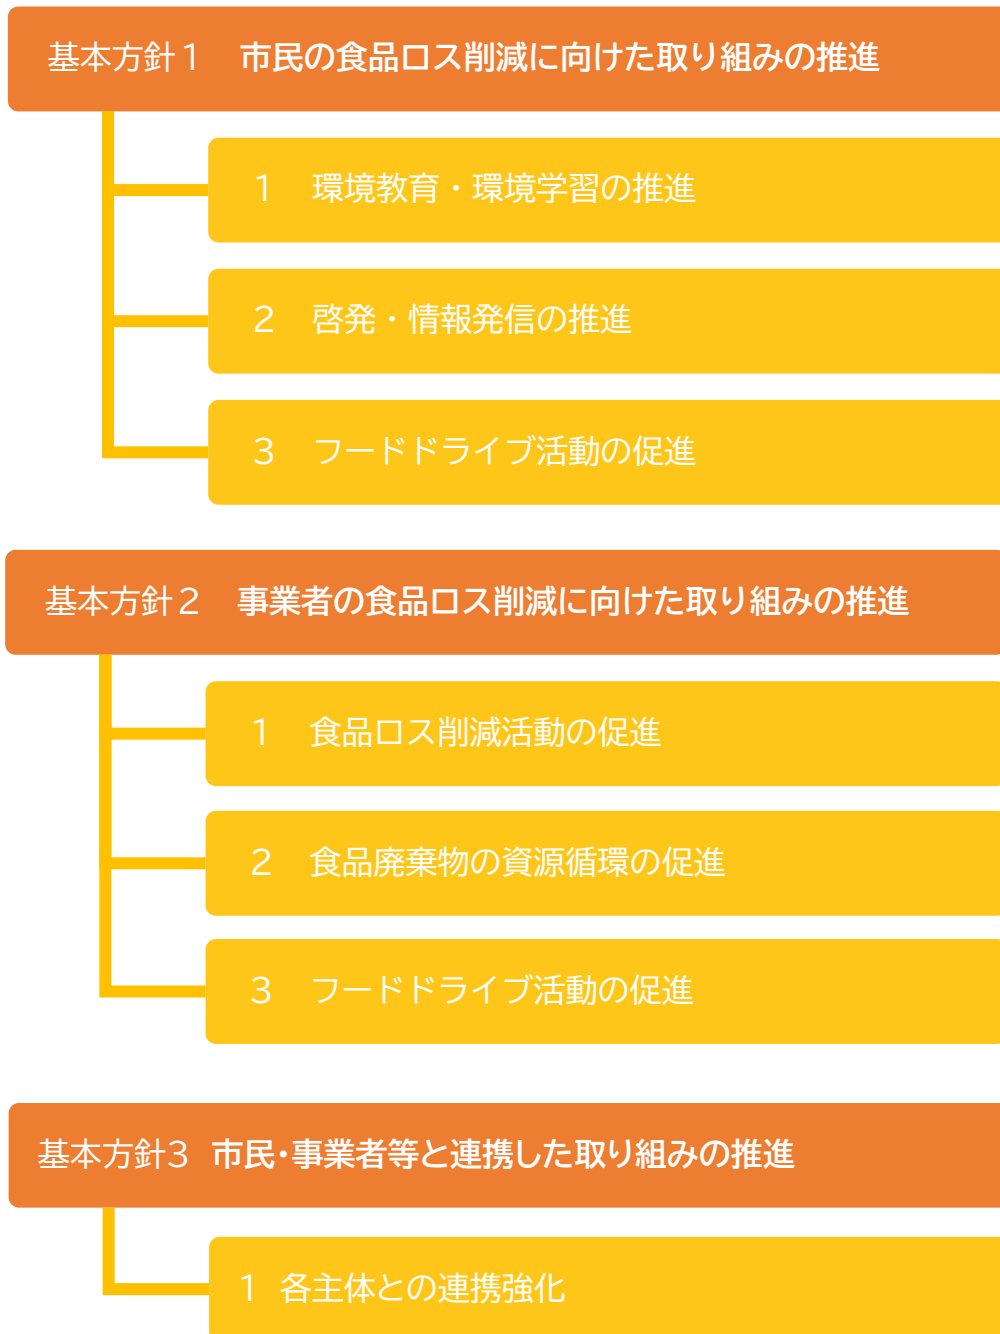 基本方針１　市民の食品ロス削減に向けた取り組みの推進
１　環境教育・環境学習の推進
２　啓発・情報発信の推進
３　フードドライブ活動の促進
基本方針２　事業者の食品ロス削減に向けた取り組みの推進
１　食品ロス削減活動の促進
２　食品廃棄物の資源循環の促進
３　フードドライブ活動の促進
基本方針3　市民･事業者等と連携した取り組みの推進
１ 各主体との連携強化